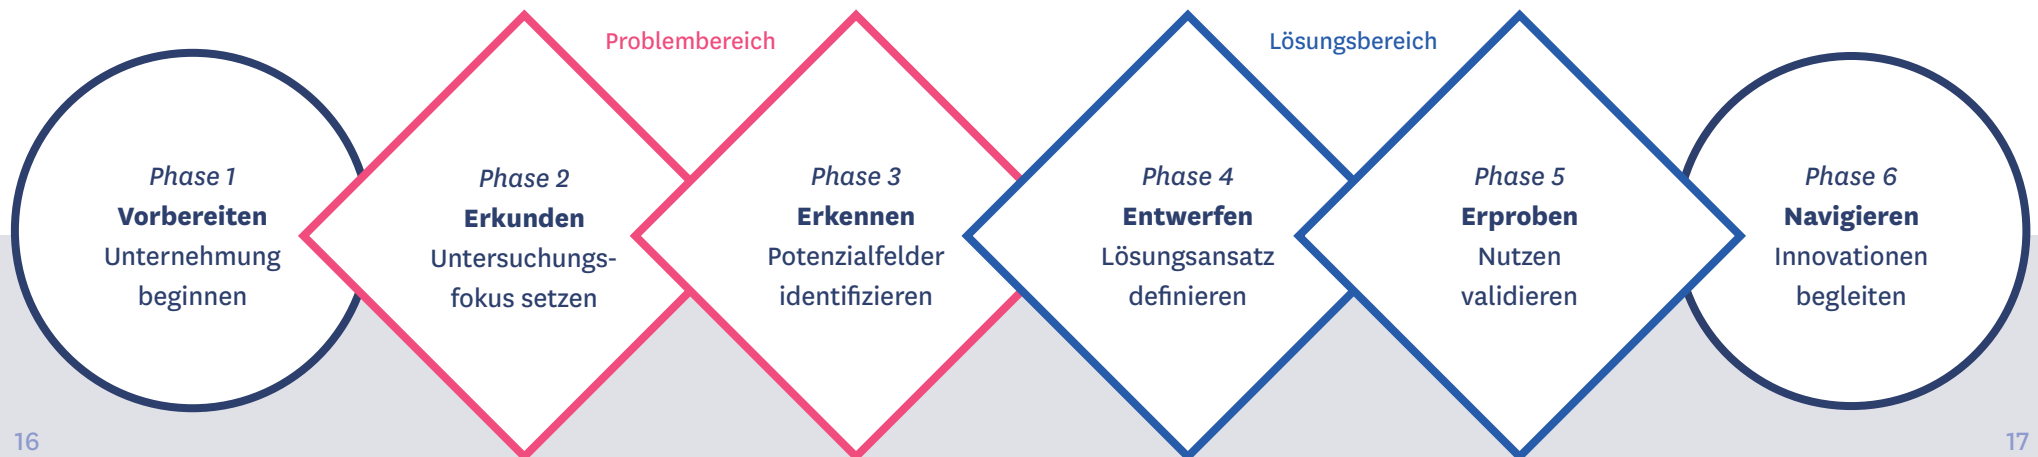 Problembereich
Lösungsbereich
Phase 1
Vorbereiten
Unternehmung
beginnen
Phase 2
Erkunden
Untersuchungs-
fokus setzen
Phase 3
Erkennen
Potenzialfelder
identifizieren
Phase 4
Entwerfen
Lösungsansatz
definieren
Phase 5
Erproben
Nutzen
validieren
Phase 6
Navigieren
Innovationen
begleiten
16
17